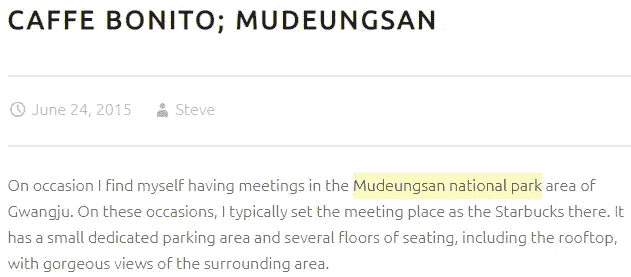 CAFFE BONITO; MUDEUNGSAN
June 24, 2015 Steve
On occasion I find myself having meetings in the Mudeungsan national park area of
Gwangju. On these occasions, I typically set the meeting place as the Starbucks there. It
has a small dedicated parking area and several floors of seating, including the rooftop,
with gorgeous views of the surrounding area.